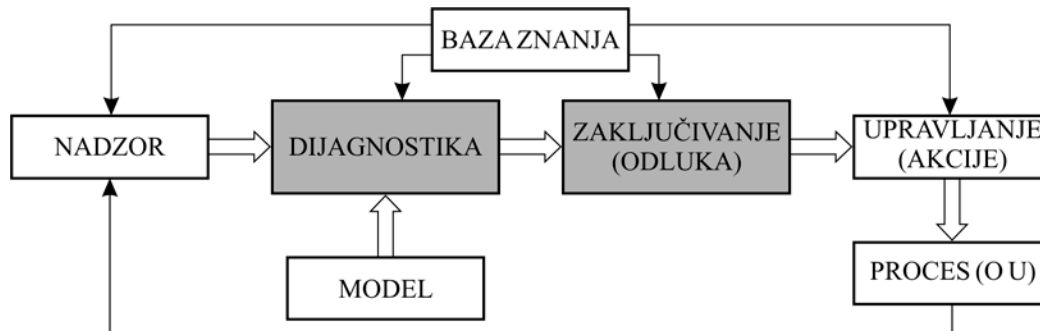 BAZA ZNANJA
NADZOR
DIJAGNOSTIKA
ZAKLJUČIVANJE
(ODLUKA)
UPRAVLJANJE
(AKCIJE)
MODEL
PROCES (O U)